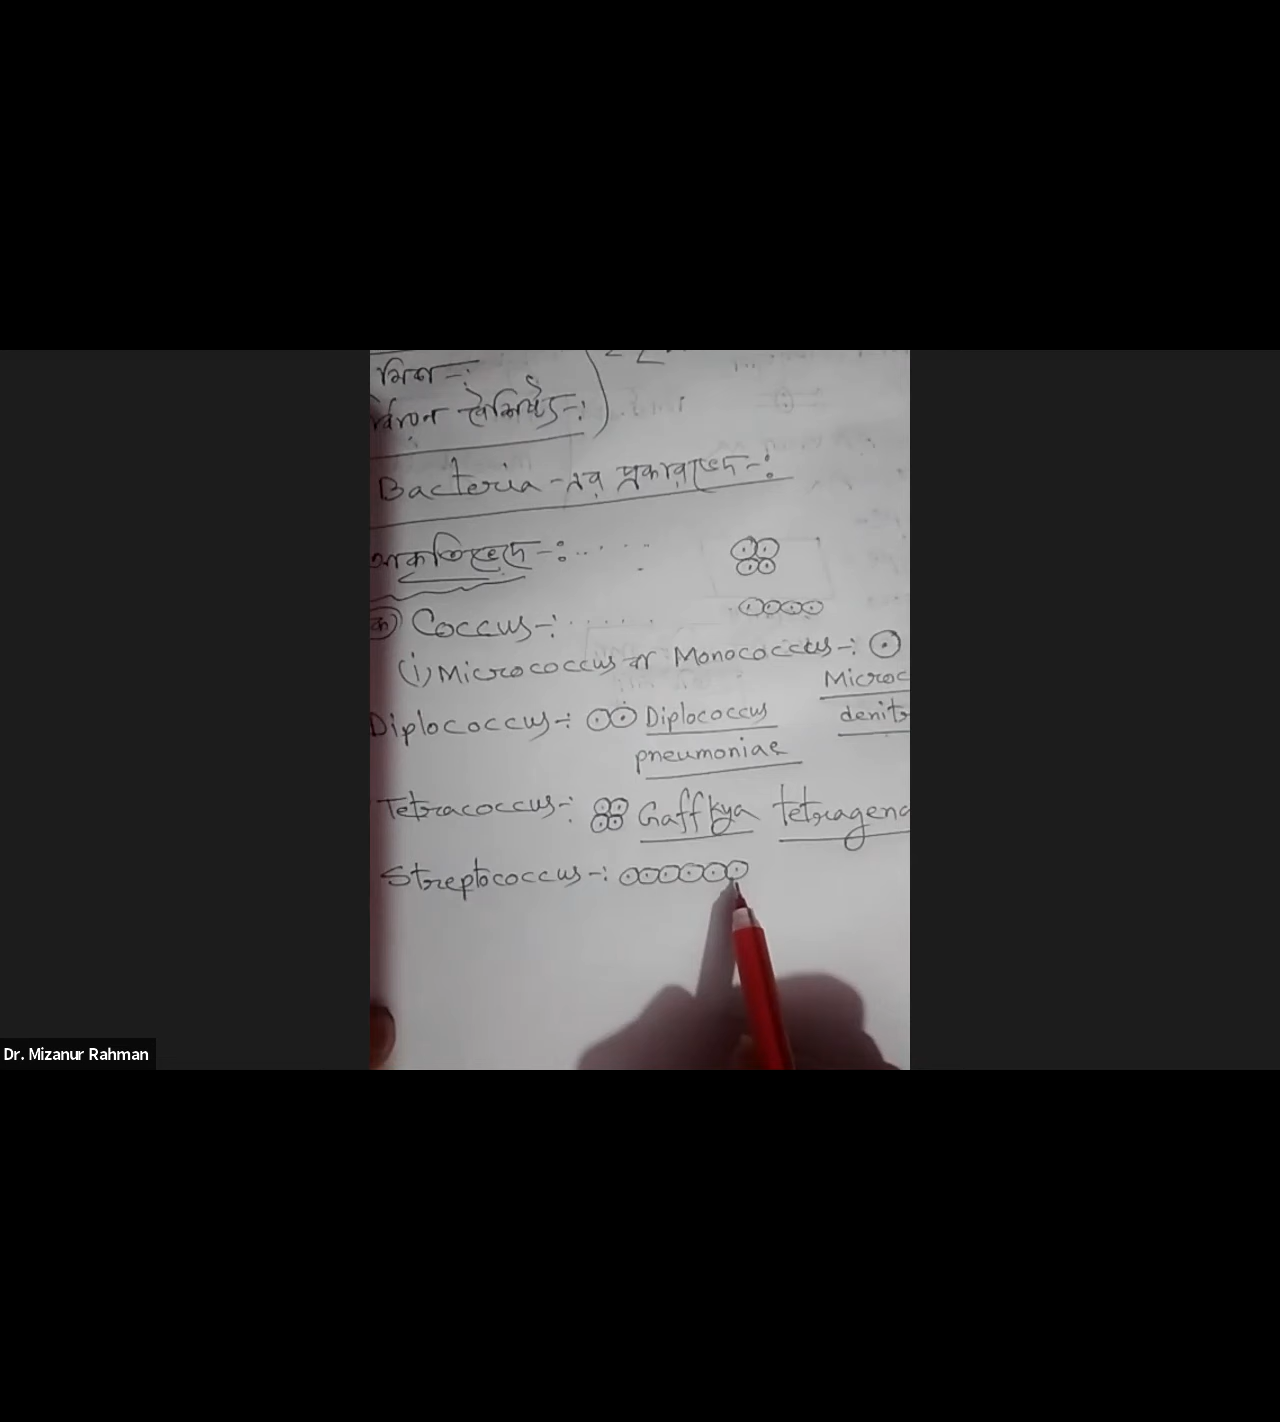 মিল-:
বৈশিষ্ট্য-:
Bacteria-এর প্রকারভেদ-:
আকৃতিভেদে-:
ক) Coccus-:
(i) Micrococcus বা Monococcus-:
Microc
denitr
Diplococcus-: Diplococcus
pneumoniae
Tetracoccus-: Gaffkya tetragena
Streptococcus-:
Dr. Mizanur Rahman